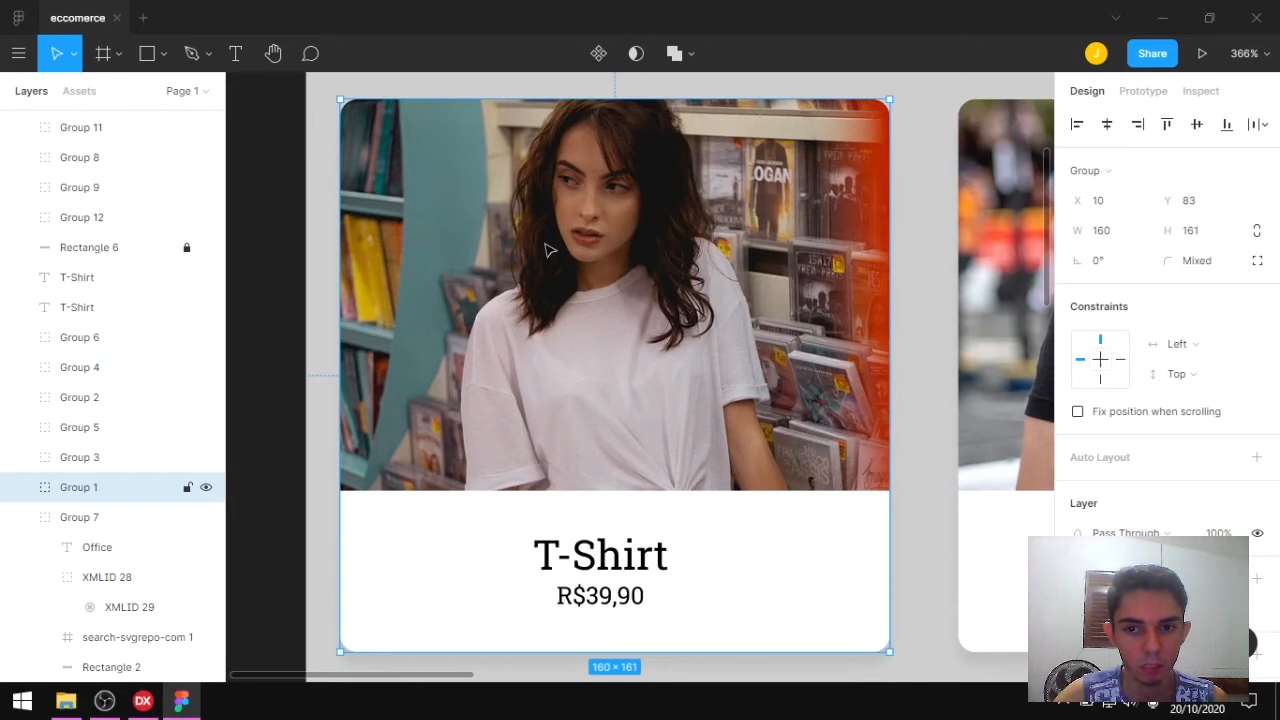 eccomerce
Share
366%
Layers
Assets
Page 1
Design
Prototype
Inspect
Group 11
Group 8
Group 9
Group 12
Rectangle 6
T-Shirt
T-Shirt
Group 6
Group 4
Group 2
Group 5
Group 3
Group 1
Group 7
Office
XMLID 28
XMLID 29
search-svgrepo-com 1
Rectangle 2
LOGAN
T-Shirt
R$39,90
160 × 161
Group
X 10 Y 83
W 160 H 161
0° Mixed
Constraints
Left
Top
Fix position when scrolling
Auto Layout
Layer
Pass Through 100%
J
DX
20/10/2020